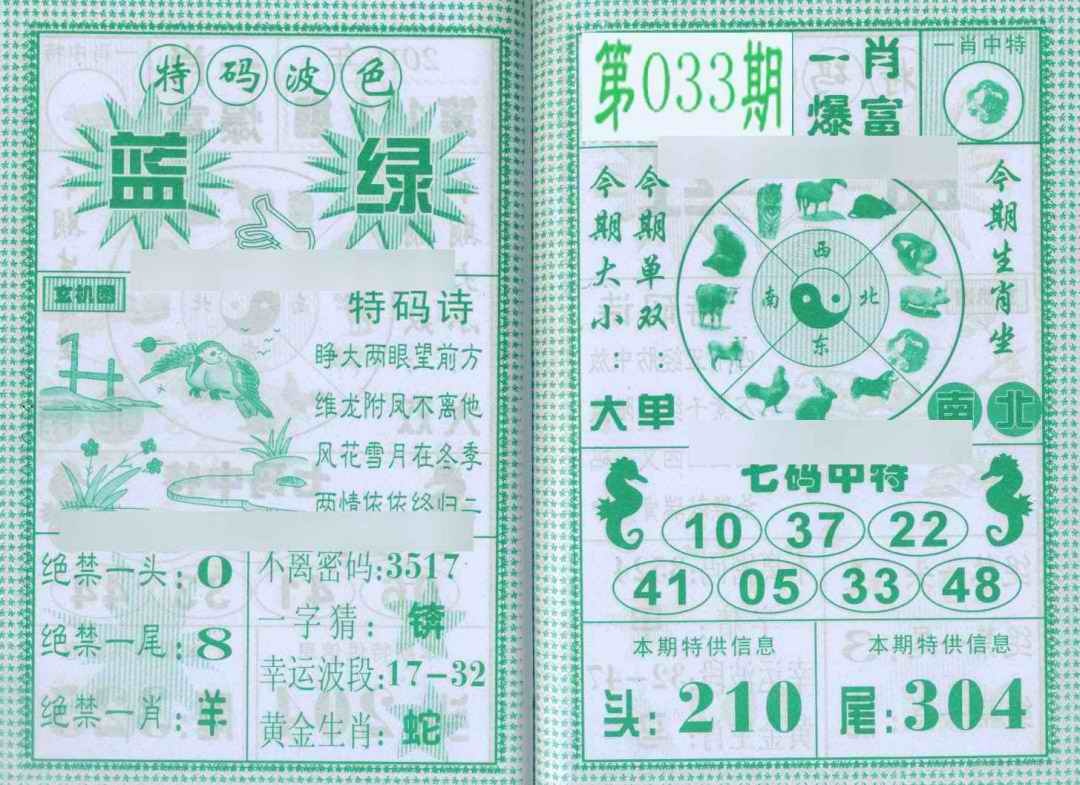 特码波色
蓝 绿
玄机图
特码诗
睁大两眼望前方
维龙附凤不离他
风花雪月在冬季
两情依依终归二
绝禁一头:0
绝禁一尾:8
绝禁一肖:羊
不离密码:3517
一字猜:
幸运波段:17-32
黄金生肖:蛇
第033期
一肖
爆富
一肖中特
今期大小:大
今期单双:单
西
南 北
东
今期生肖坐
南北
七码中特
10 37 22
41 05 33 48
本期特供信息
头:210
本期特供信息
尾:304